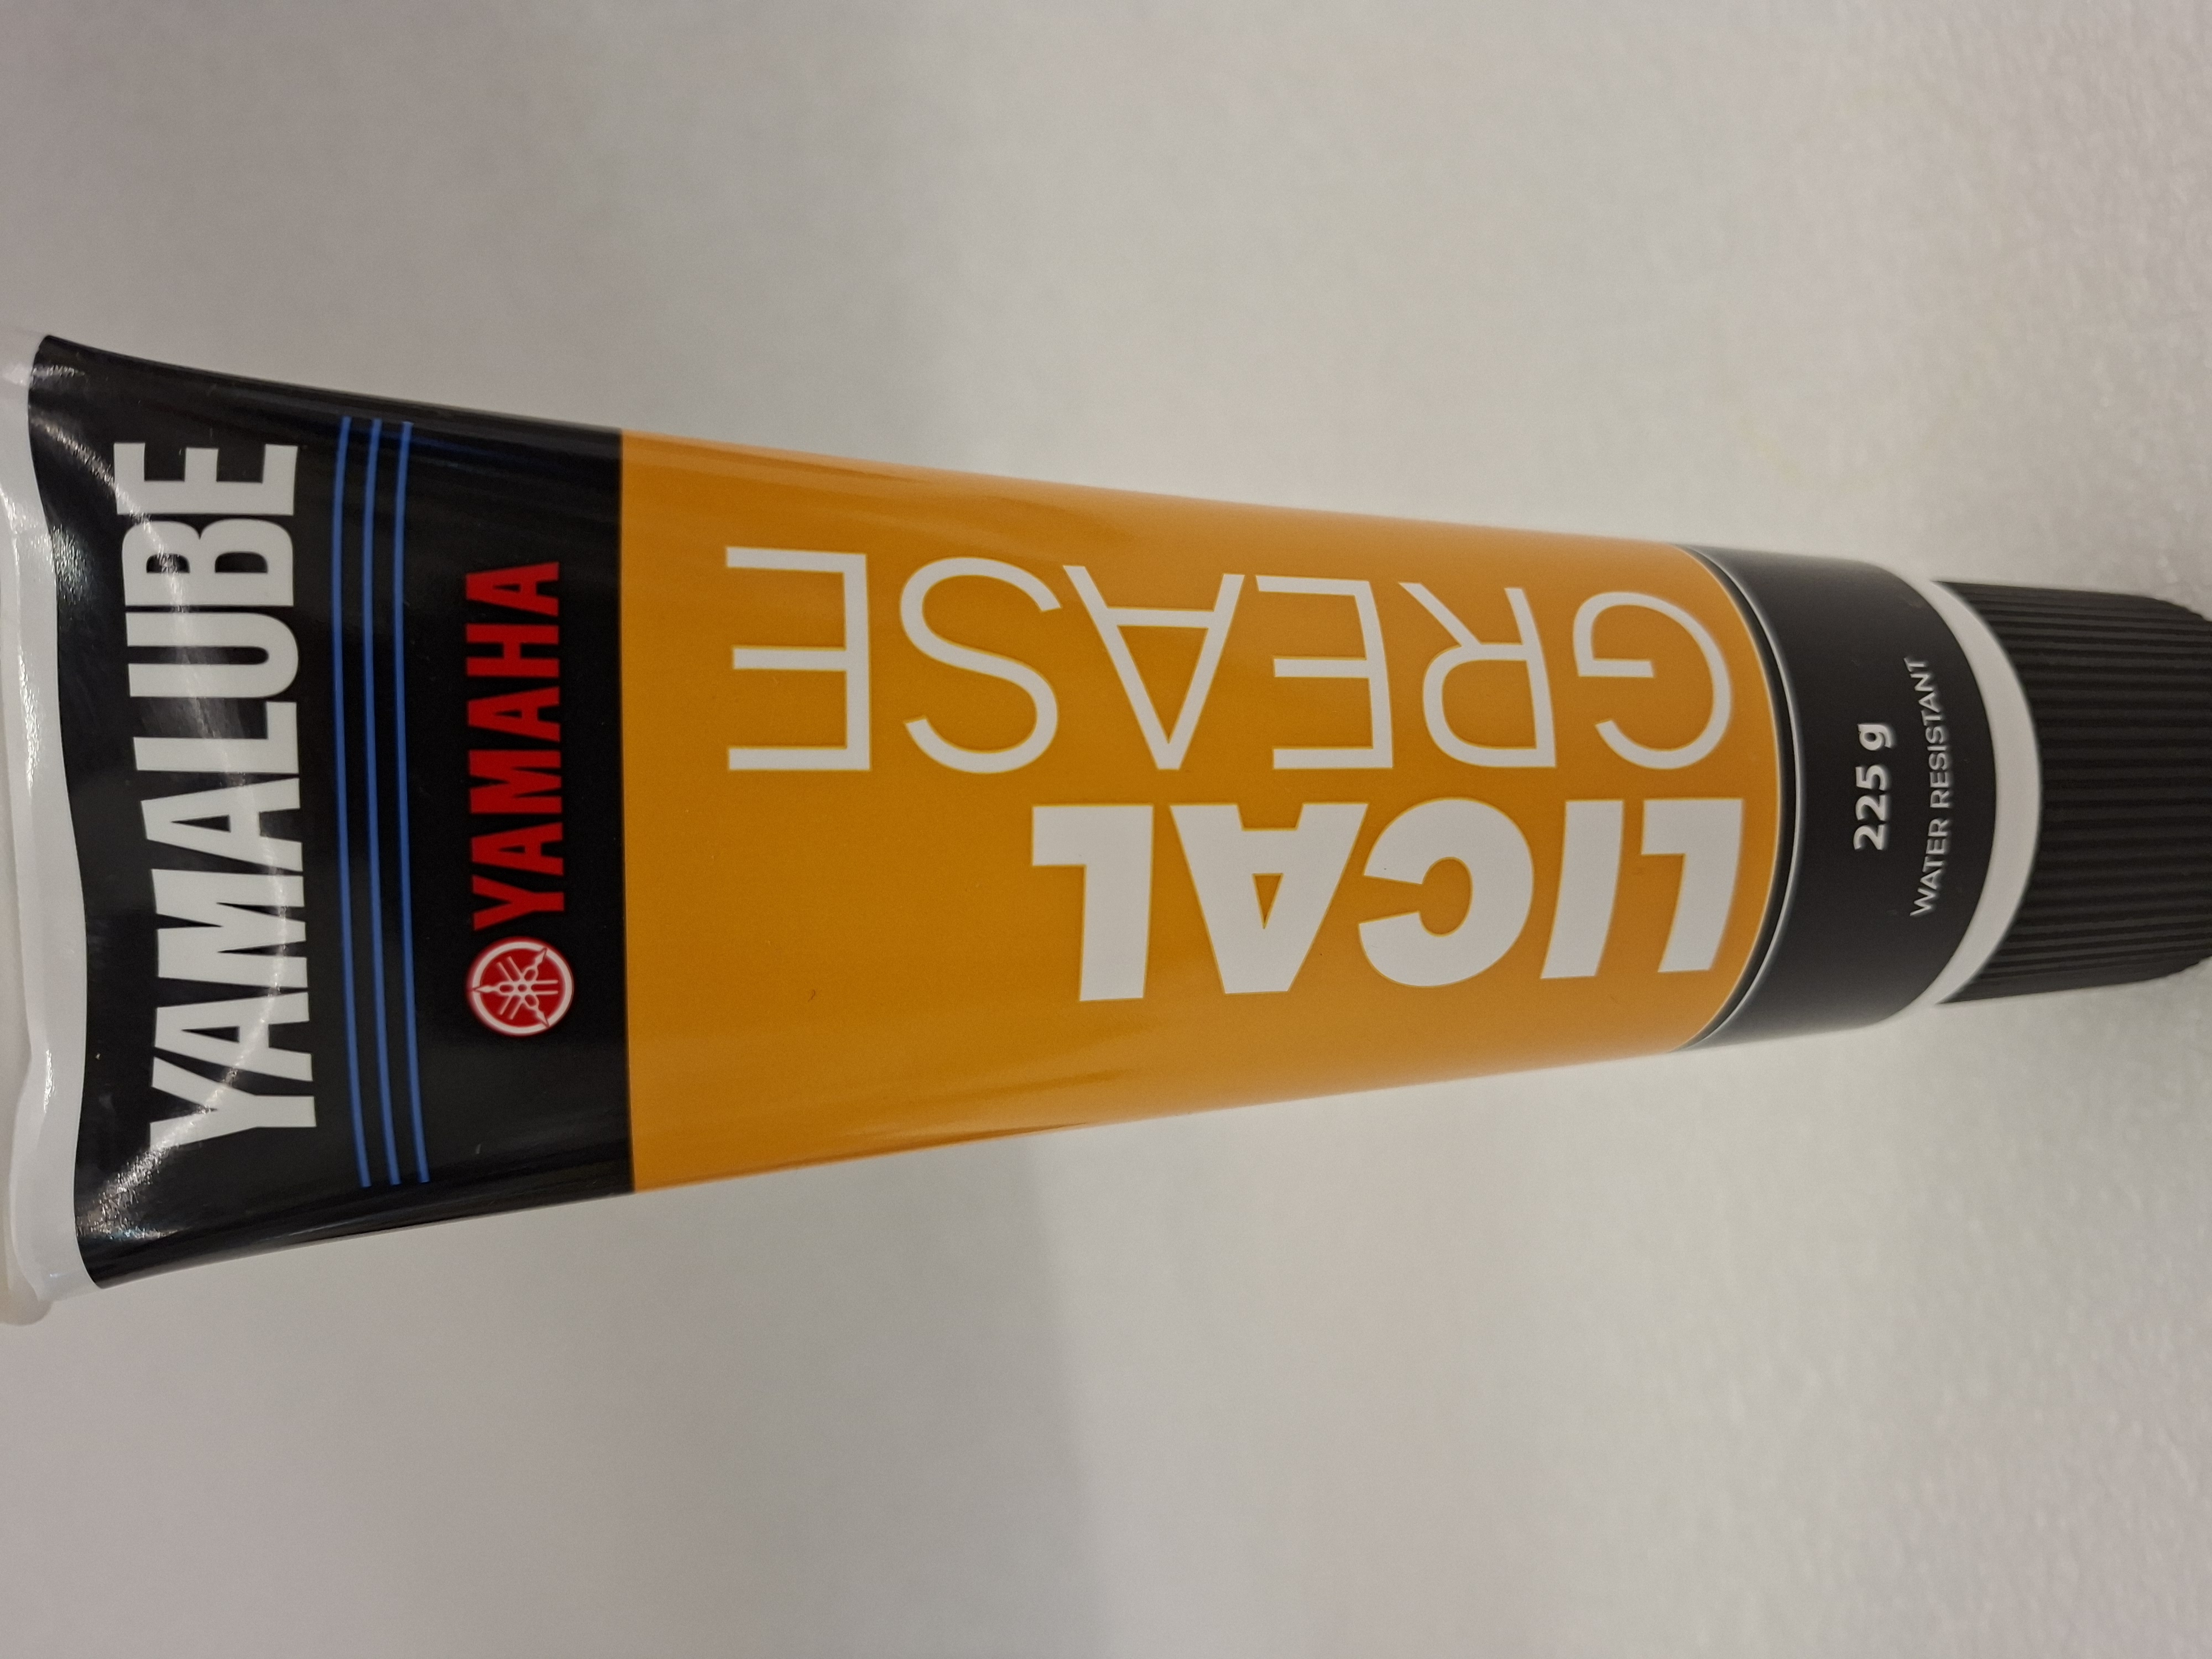 YAMALUBE
YAMAHA
LICAL
GREASE
225 g
WATER RESISTANT